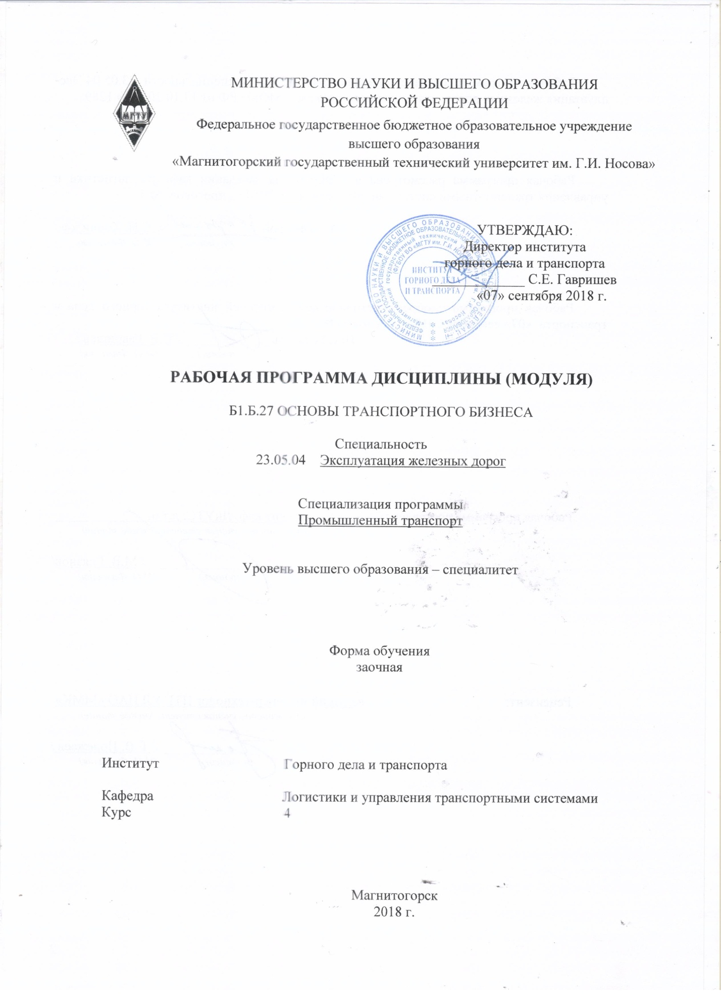 МИНИСТЕРСТВО НАУКИ И ВЫСШЕГО ОБРАЗОВАНИЯ
РОССИЙСКОЙ ФЕДЕРАЦИИ
Федеральное государственное бюджетное образовательное учреждение
высшего образования
«Магнитогорский государственный технический университет им. Г.И. Носова»
МГТУ
УТВЕРЖДАЮ:
Директор института
горного дела и транспорта
С.Е. Гавришев
«07» сентября 2018 г.
ИНСТИТУТ
ГОРНОГО ДЕЛА
И ТРАНСПОРТА
РАБОЧАЯ ПРОГРАММА ДИСЦИПЛИНЫ (МОДУЛЯ)
Б1.Б.27 ОСНОВЫ ТРАНСПОРТНОГО БИЗНЕСА
Специальность
23.05.04 Эксплуатация железных дорог
Специализация программы
Промышленный транспорт
Уровень высшего образования – специалитет
Форма обучения
заочная
Институт Горного дела и транспорта
Кафедра Логистики и управления транспортными системами
Курс 4
Магнитогорск
2018 г.